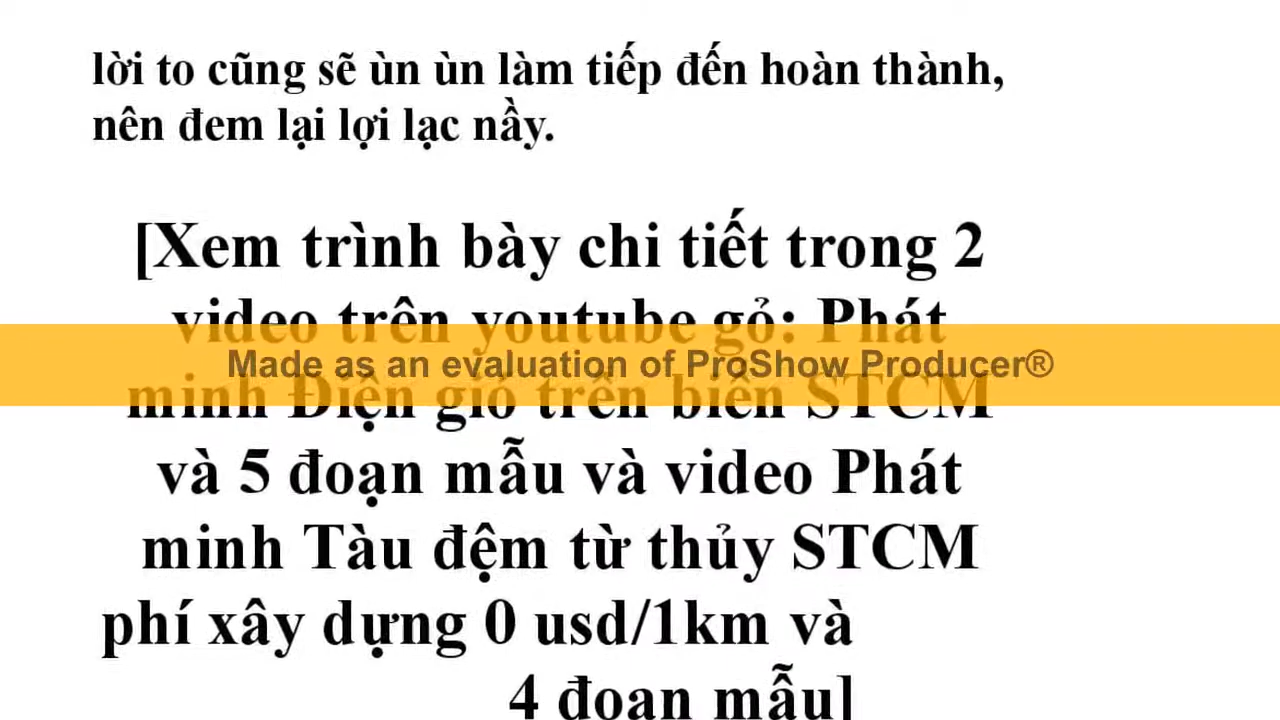 lời to cũng sẽ ùn ùn làm tiếp đến hoàn thành,
nên đem lại lợi lạc nầy.
[Xem trình bày chi tiết trong 2
video trên youtube gỏ: Phát
Made as an evaluation of ProShow Producer®
minh Điện gió trên biển STCM
và 5 đoạn mẫu và video Phát
minh Tàu đệm từ thủy STCM
phí xây dựng 0 usd/1km và
4 đoạn mẫu]